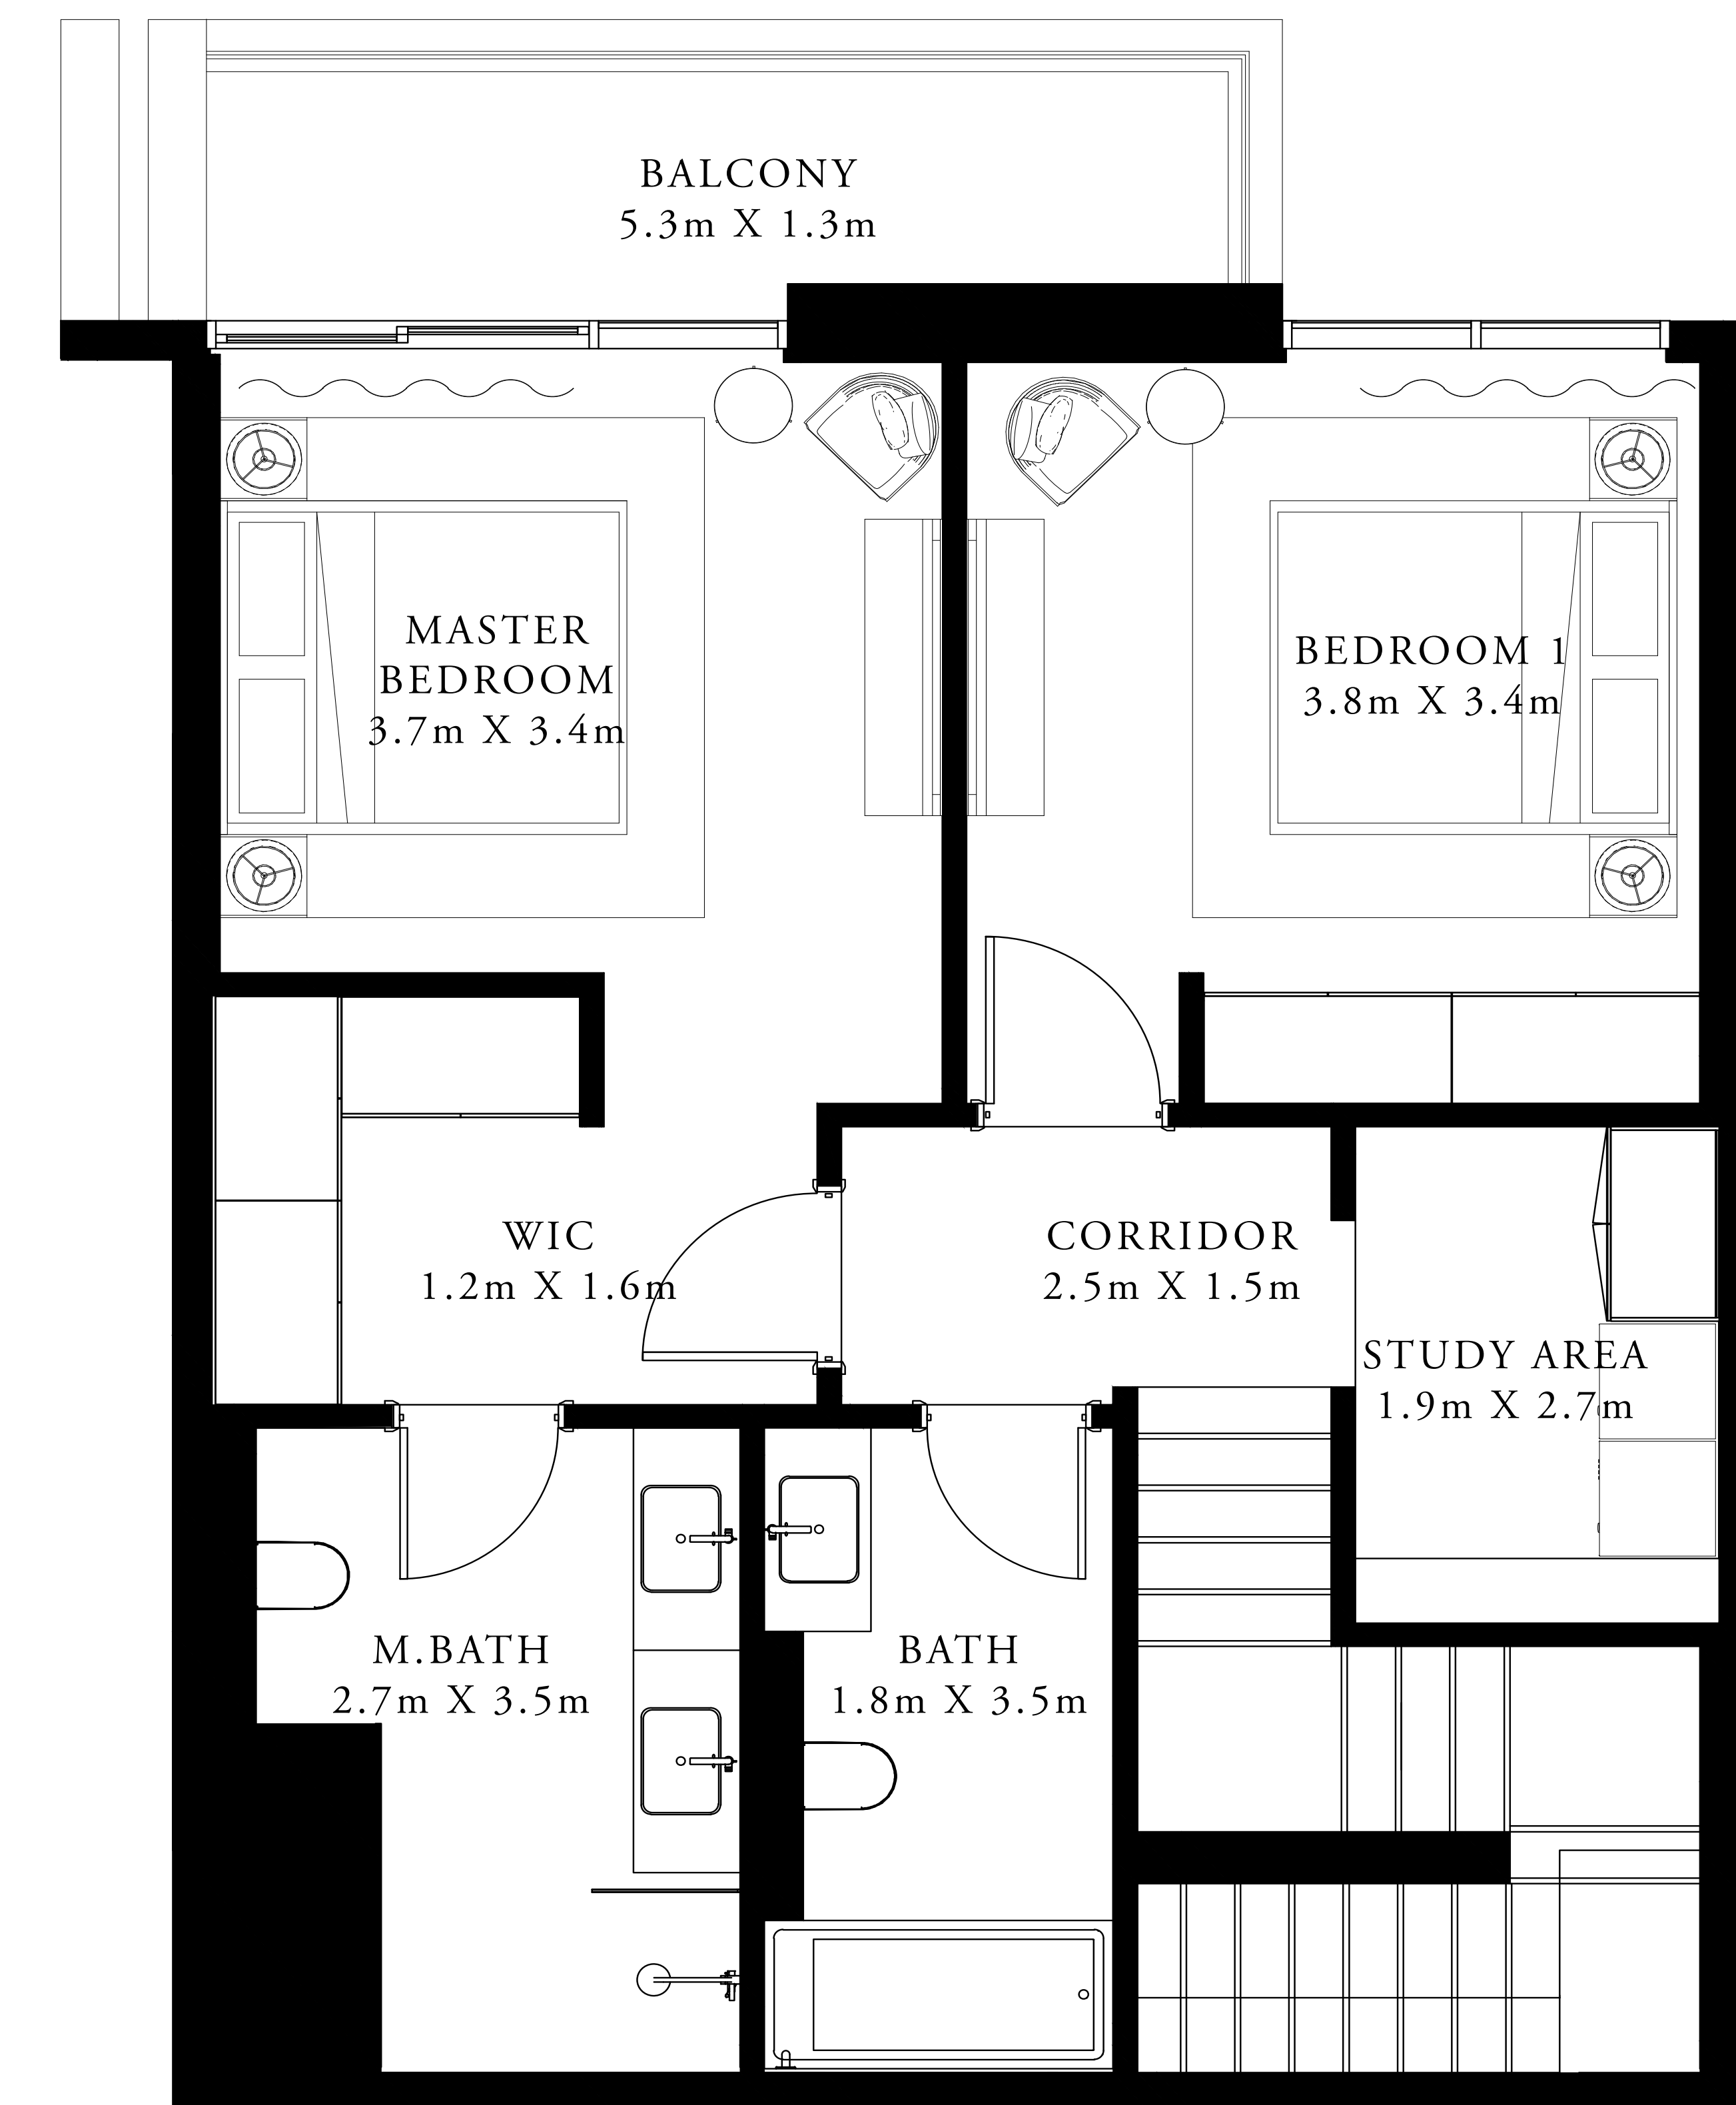 BALCONY
5.3m X 1.3m
MASTER
BEDROOM
3.7m X 3.4m
BEDROOM 1
3.8m X 3.4m
WIC
1.2m X 1.6m
CORRIDOR
2.5m X 1.5m
STUDY AREA
1.9m X 2.7m
M.BATH
2.7m X 3.5m
BATH
1.8m X 3.5m